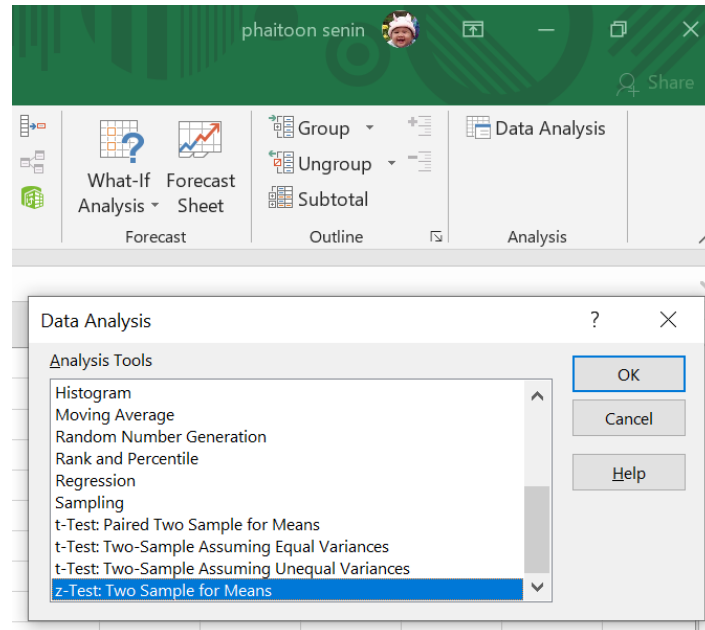 phaitoon senin
Share
What-If Analysis
Forecast Sheet
Forecast
Group
Ungroup
Subtotal
Outline
Data Analysis
Analysis
Data Analysis
? 
Analysis Tools
Histogram
Moving Average
Random Number Generation
Rank and Percentile
Regression
Sampling
t-Test: Paired Two Sample for Means
t-Test: Two-Sample Assuming Equal Variances
t-Test: Two-Sample Assuming Unequal Variances
z-Test: Two Sample for Means
OK
Cancel
Help